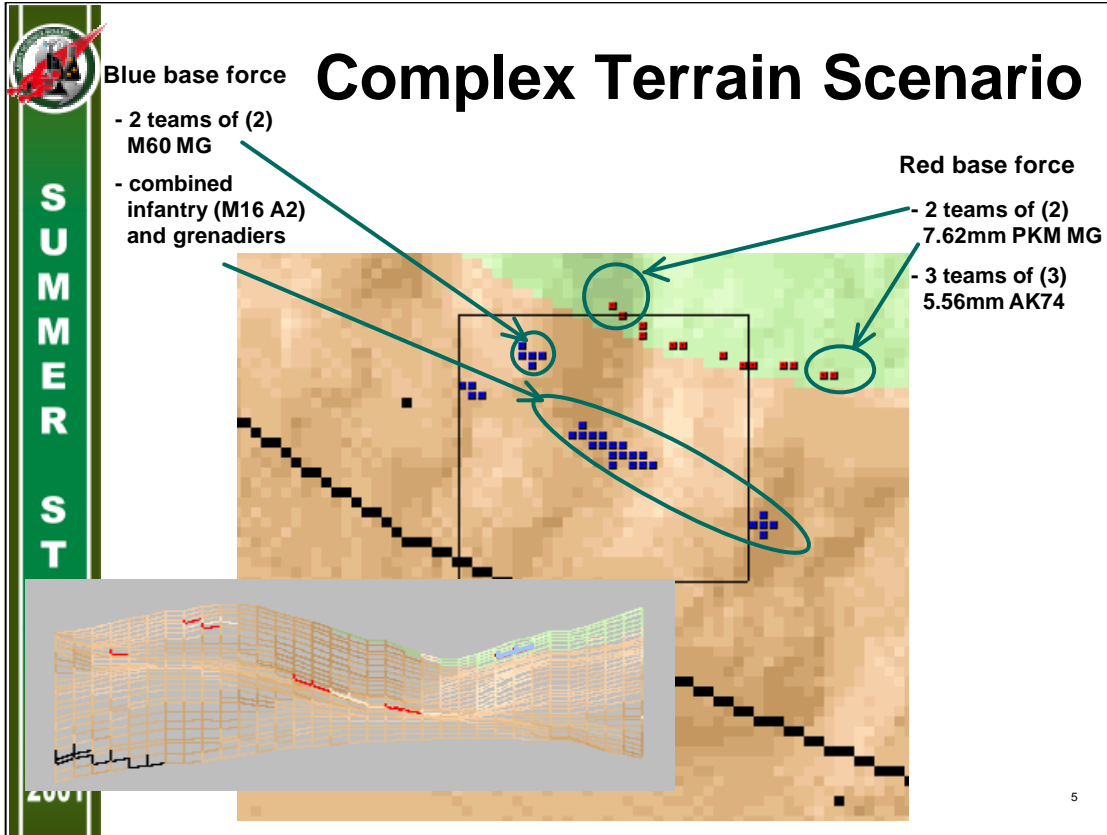 Complex Terrain Scenario
Blue base force
- 2 teams of (2)
M60 MG
- combined
infantry (M16 A2)
and grenadiers
Red base force
- 2 teams of (2)
7.62mm PKM MG
- 3 teams of (3)
5.56mm AK74
SUMMER ST
2001
5